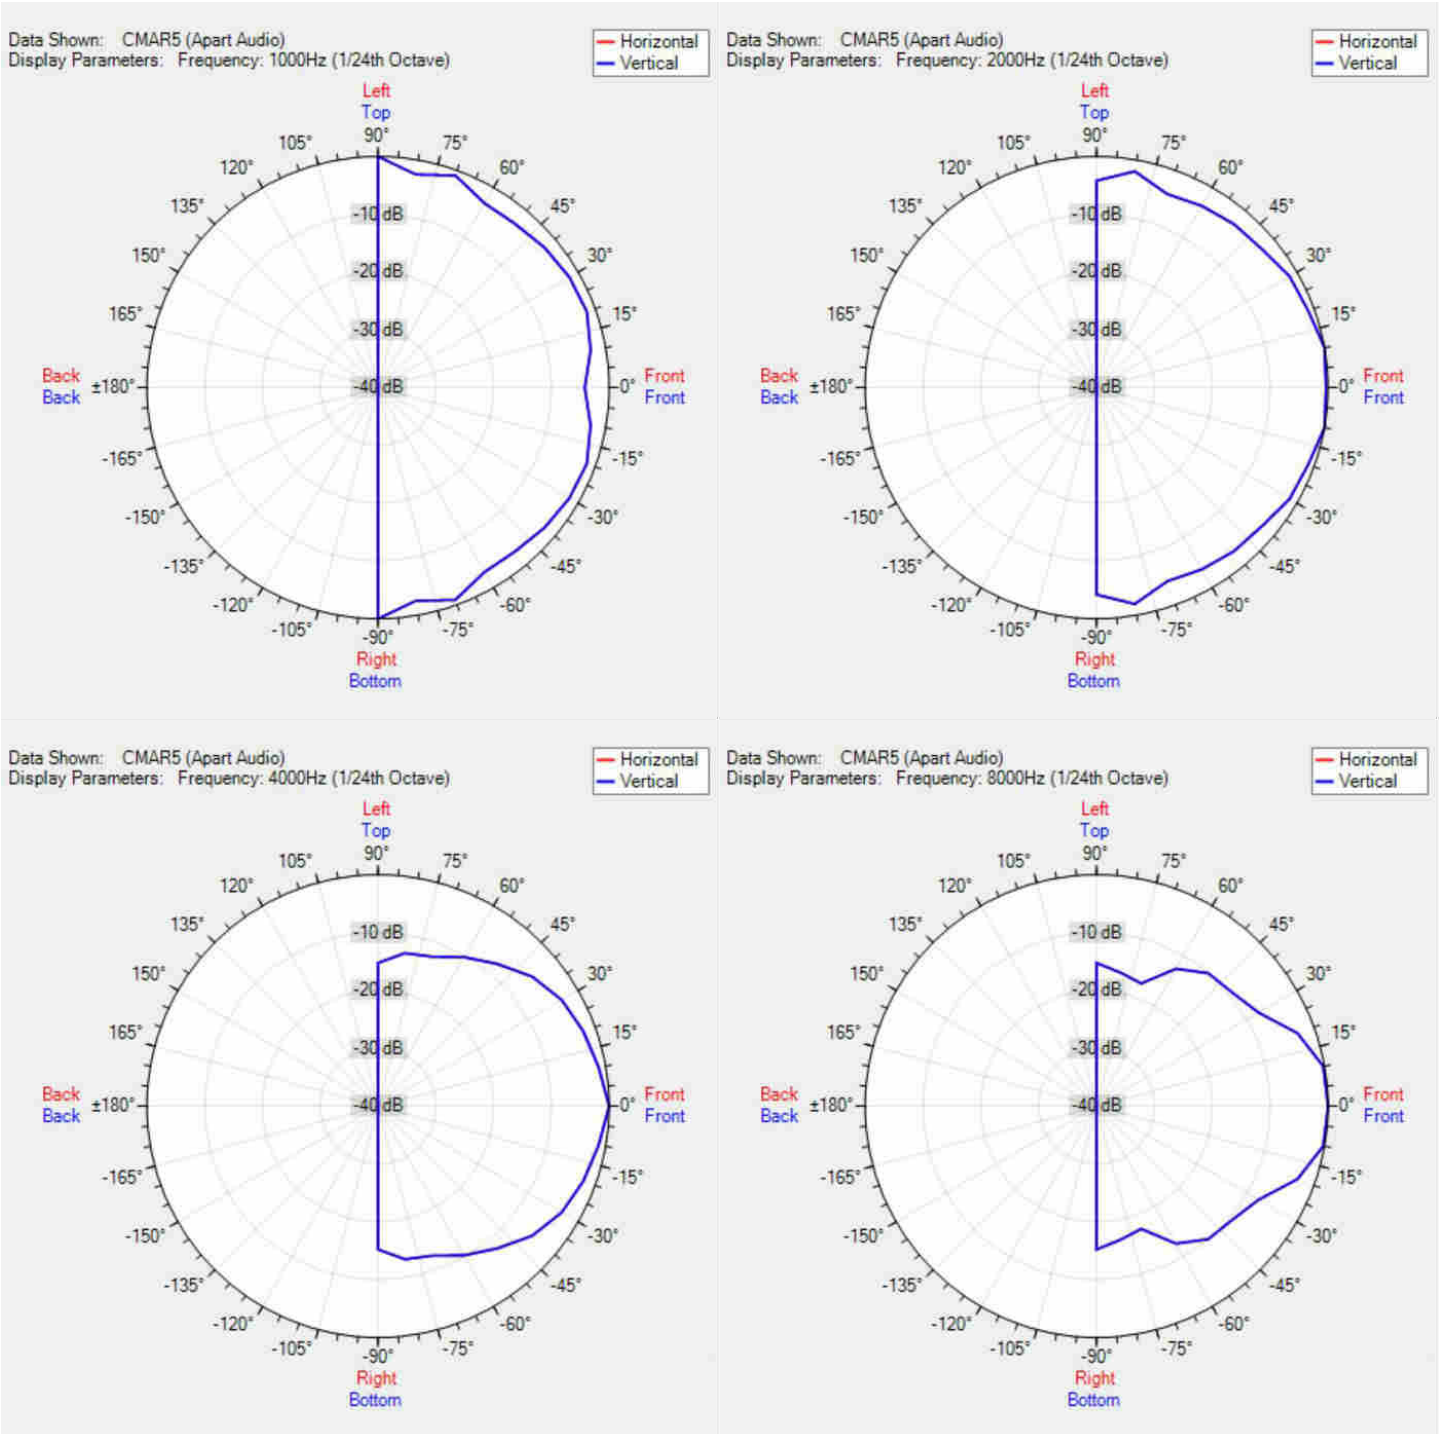 Data Shown: CMAR5 (Apart Audio)
Display Parameters: Frequency: 1000Hz (1/24th Octave)
Horizontal
Vertical
Left
Top
90°
105° 75°
120° 60°
135° 45°
150° 30°
165° 15°
Back ±180° 0° Front
Back Front
-165° -15°
-150° -30°
-135° -45°
-120° -60°
-105° -75°
-90°
Right
Bottom
-10 dB
-20 dB
-30 dB
-40 dB
Data Shown: CMAR5 (Apart Audio)
Display Parameters: Frequency: 2000Hz (1/24th Octave)
Horizontal
Vertical
Left
Top
90°
105° 75°
120° 60°
135° 45°
150° 30°
165° 15°
Back ±180° 0° Front
Back Front
-165° -15°
-150° -30°
-135° -45°
-120° -60°
-105° -75°
-90°
Right
Bottom
-10 dB
-20 dB
-30 dB
-40 dB
Data Shown: CMAR5 (Apart Audio)
Display Parameters: Frequency: 4000Hz (1/24th Octave)
Horizontal
Vertical
Left
Top
90°
105° 75°
120° 60°
135° 45°
150° 30°
165° 15°
Back ±180° 0° Front
Back Front
-165° -15°
-150° -30°
-135° -45°
-120° -60°
-105° -75°
-90°
Right
Bottom
-10 dB
-20 dB
-30 dB
-40 dB
Data Shown: CMAR5 (Apart Audio)
Display Parameters: Frequency: 8000Hz (1/24th Octave)
Horizontal
Vertical
Left
Top
90°
105° 75°
120° 60°
135° 45°
150° 30°
165° 15°
Back ±180° 0° Front
Back Front
-165° -15°
-150° -30°
-135° -45°
-120° -60°
-105° -75°
-90°
Right
Bottom
-10 dB
-20 dB
-30 dB
-40 dB